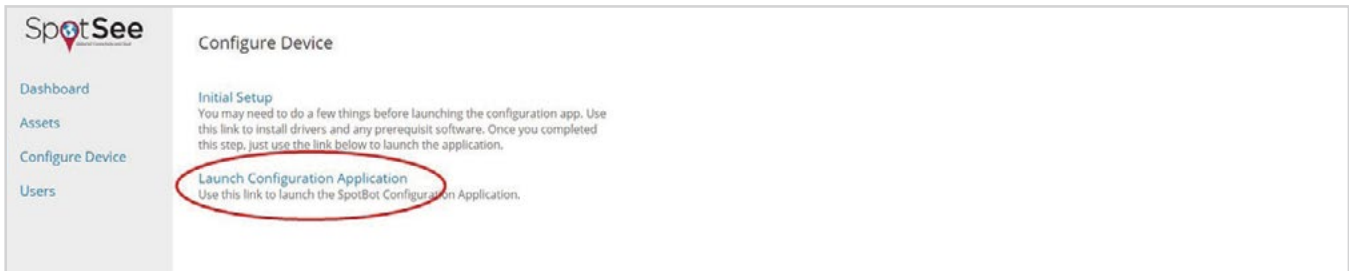 SpotSee
Dashboard
Assets
Configure Device
Users
Configure Device
Initial Setup
You may need to do a few things before launching the configuration app. Use
this link to install drivers and any prerequisit software. Once you completed
this step, just use the link below to launch the application.
Launch Configuration Application
Use this link to launch the SpotBot Configuration Application.